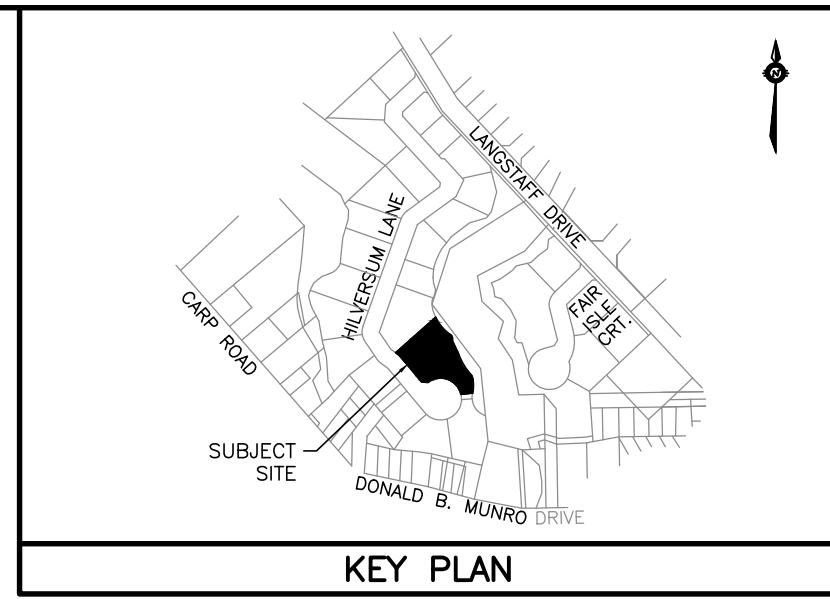 N
LANGSTAFF DRIVE
HILVERSUM LANE
FAIR
ISLE
CRT.
CARP ROAD
SUBJECT
SITE
DONALD B. MUNRO DRIVE
KEY PLAN